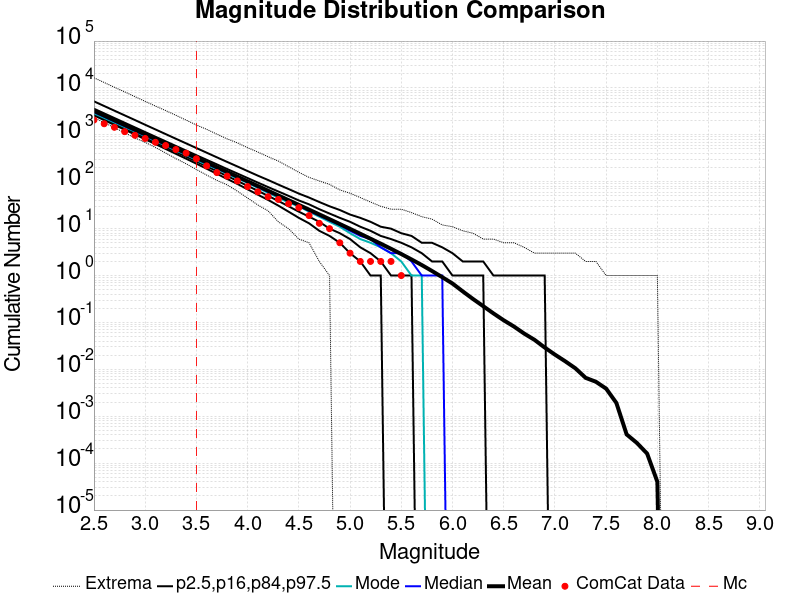 Magnitude Distribution Comparison
Cumulative Number
10^5
10^4
10^3
10^2
10^1
10^0
10^-1
10^-2
10^-3
10^-4
10^-5
2.5 3.0 3.5 4.0 4.5 5.0 5.5 6.0 6.5 7.0 7.5 8.0 8.5 9.0
Magnitude
Extrema p2.5,p16,p84,p97.5 Mode Median Mean ComCat Data Mc